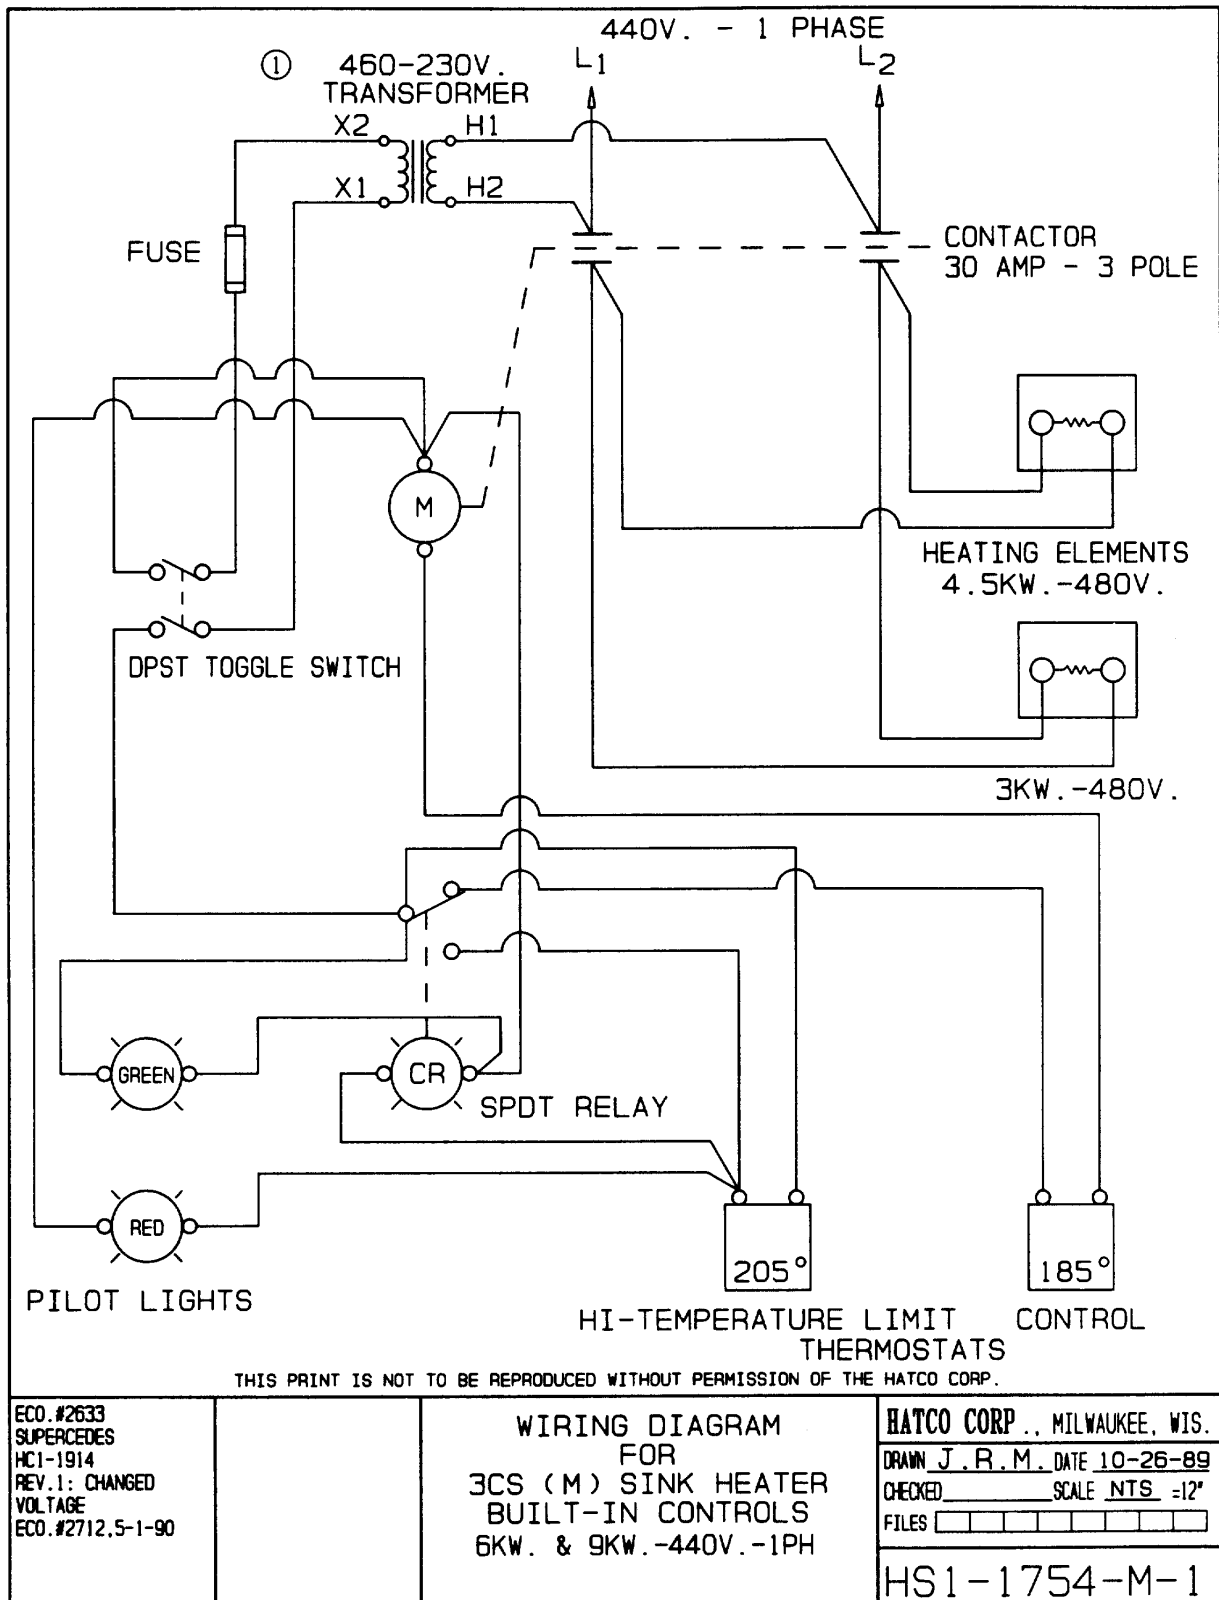 440V. - 1 PHASE
① 460-230V.
TRANSFORMER
L1
L2
X2
H1
X1
H2
FUSE
CONTACTOR
30 AMP - 3 POLE
M
HEATING ELEMENTS
4.5KW.-480V.
DPST TOGGLE SWITCH
3KW.-480V.
GREEN
CR
SPDT RELAY
RED
205°
185°
PILOT LIGHTS
HI-TEMPERATURE LIMIT
CONTROL
THERMOSTATS
THIS PRINT IS NOT TO BE REPRODUCED WITHOUT PERMISSION OF THE HATCO CORP.
ECO.#2633
SUPERCEDES
HC1-1914
REV.1: CHANGED
VOLTAGE
ECO.#2712,5-1-90
WIRING DIAGRAM
FOR
3CS (M) SINK HEATER
BUILT-IN CONTROLS
6KW. & 9KW.-440V.-1PH
HATCO CORP., MILWAUKEE, WIS.
DRAWN J.R.M. DATE 10-26-89
CHECKED SCALE NTS =12"
FILES
HS1-1754-M-1